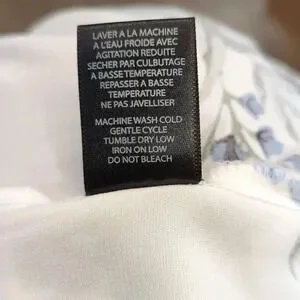 LAVER A LA MACHINE
A L'EAU FROIDE AVEC
AGITATION REDUITE
SECHER PAR CULBUTAGE
A BASSE TEMPERATURE
REPASSER A BASSE
TEMPERATURE
NE PAS JAVELLISER
MACHINE WASH COLD
GENTLE CYCLE
TUMBLE DRY LOW
IRON ON LOW
DO NOT BLEACH